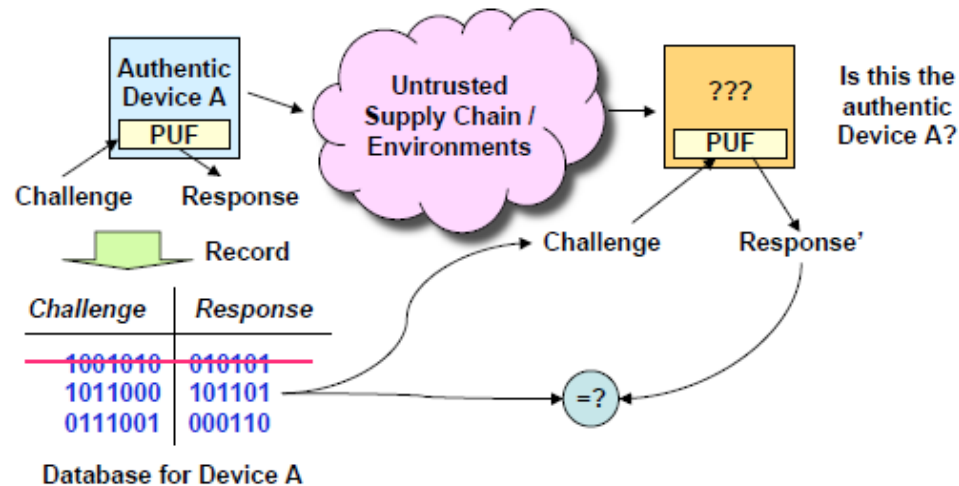 Authentic
Device A
PUF
Challenge
Response
Record
Untrusted
Supply Chain /
Environments
???
PUF
Is this the
authentic
Device A?
Challenge
Response’
Challenge Response
1001010 010101
1011000 101101
0111001 000110
Database for Device A
=?